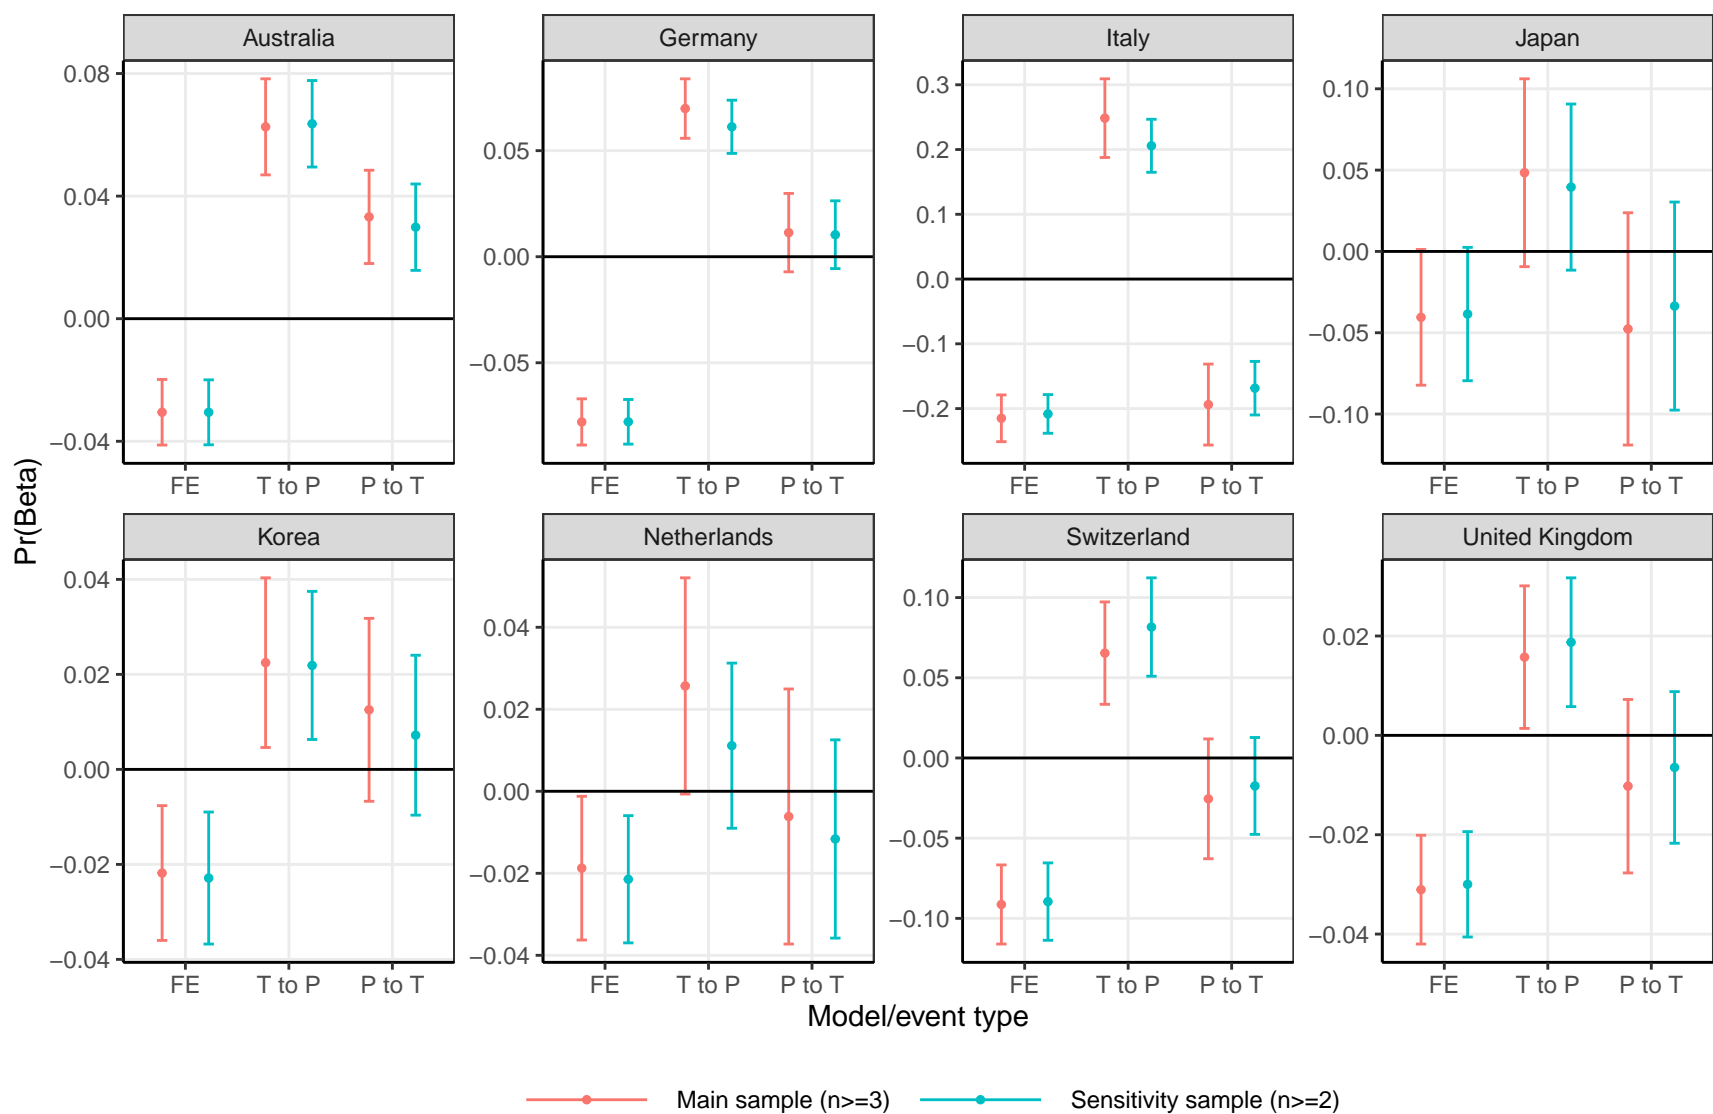 Australia
Germany
Italy
Japan
0.08
0.04
0.00
−0.04
0.05
0.00
−0.05
0.3
0.2
0.1
0.0
−0.1
−0.2
0.10
0.05
0.00
−0.05
−0.10
FE T to P P to T
FE T to P P to T
FE T to P P to T
FE T to P P to T
Pr(Beta)
Korea
Netherlands
Switzerland
United Kingdom
0.04
0.02
0.00
−0.02
−0.04
0.04
0.02
0.00
−0.02
−0.04
0.10
0.05
0.00
−0.05
−0.10
0.02
0.00
−0.02
−0.04
FE T to P P to T
FE T to P P to T
FE T to P P to T
FE T to P P to T
Model/event type
Main sample (n>=3)
Sensitivity sample (n>=2)